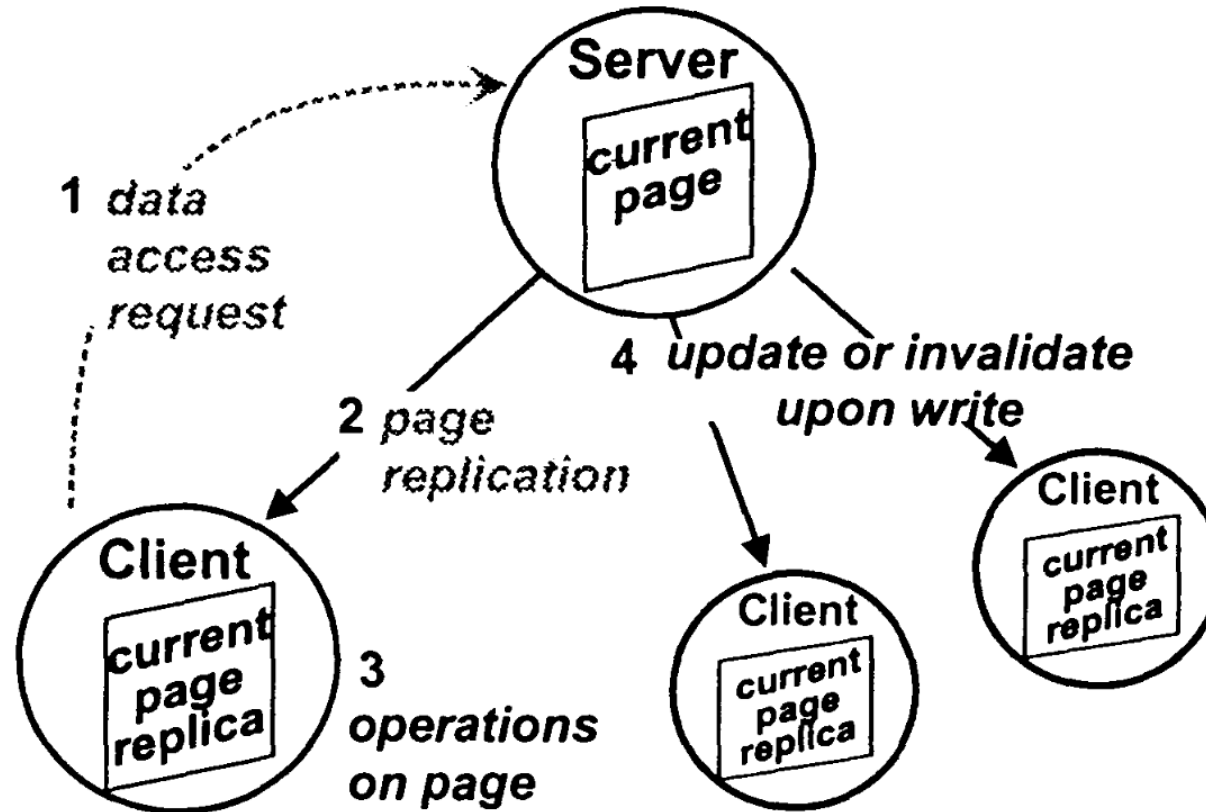 Server
current
page
1 data
access
request
4 update or invalidate
upon write
2 page
replication
Client
current
page
replica
3
operations
on page
Client
current
page
replica
Client
current
page
replica